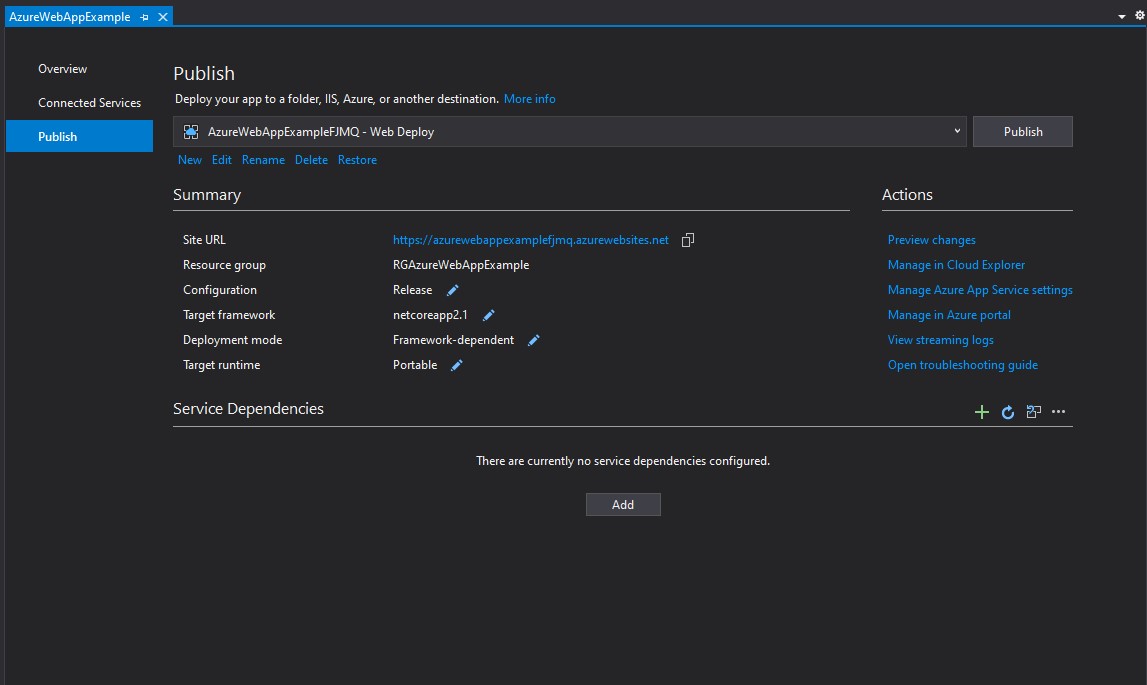 AzureWebAppExample
Overview
Connected Services
Publish
Publish
Deploy your app to a folder, IIS, Azure, or another destination. More info
AzureWebAppExampleFJMQ - Web Deploy
Publish
New Edit Rename Delete Restore
Summary
Site URL https://azurewebappexamplefjmq.azurewebsites.net
Resource group RGAzureWebAppExample
Configuration Release
Target framework netcoreapp2.1
Deployment mode Framework-dependent
Target runtime Portable
Actions
Preview changes
Manage in Cloud Explorer
Manage Azure App Service settings
Manage in Azure portal
View streaming logs
Open troubleshooting guide
Service Dependencies
There are currently no service dependencies configured.
Add